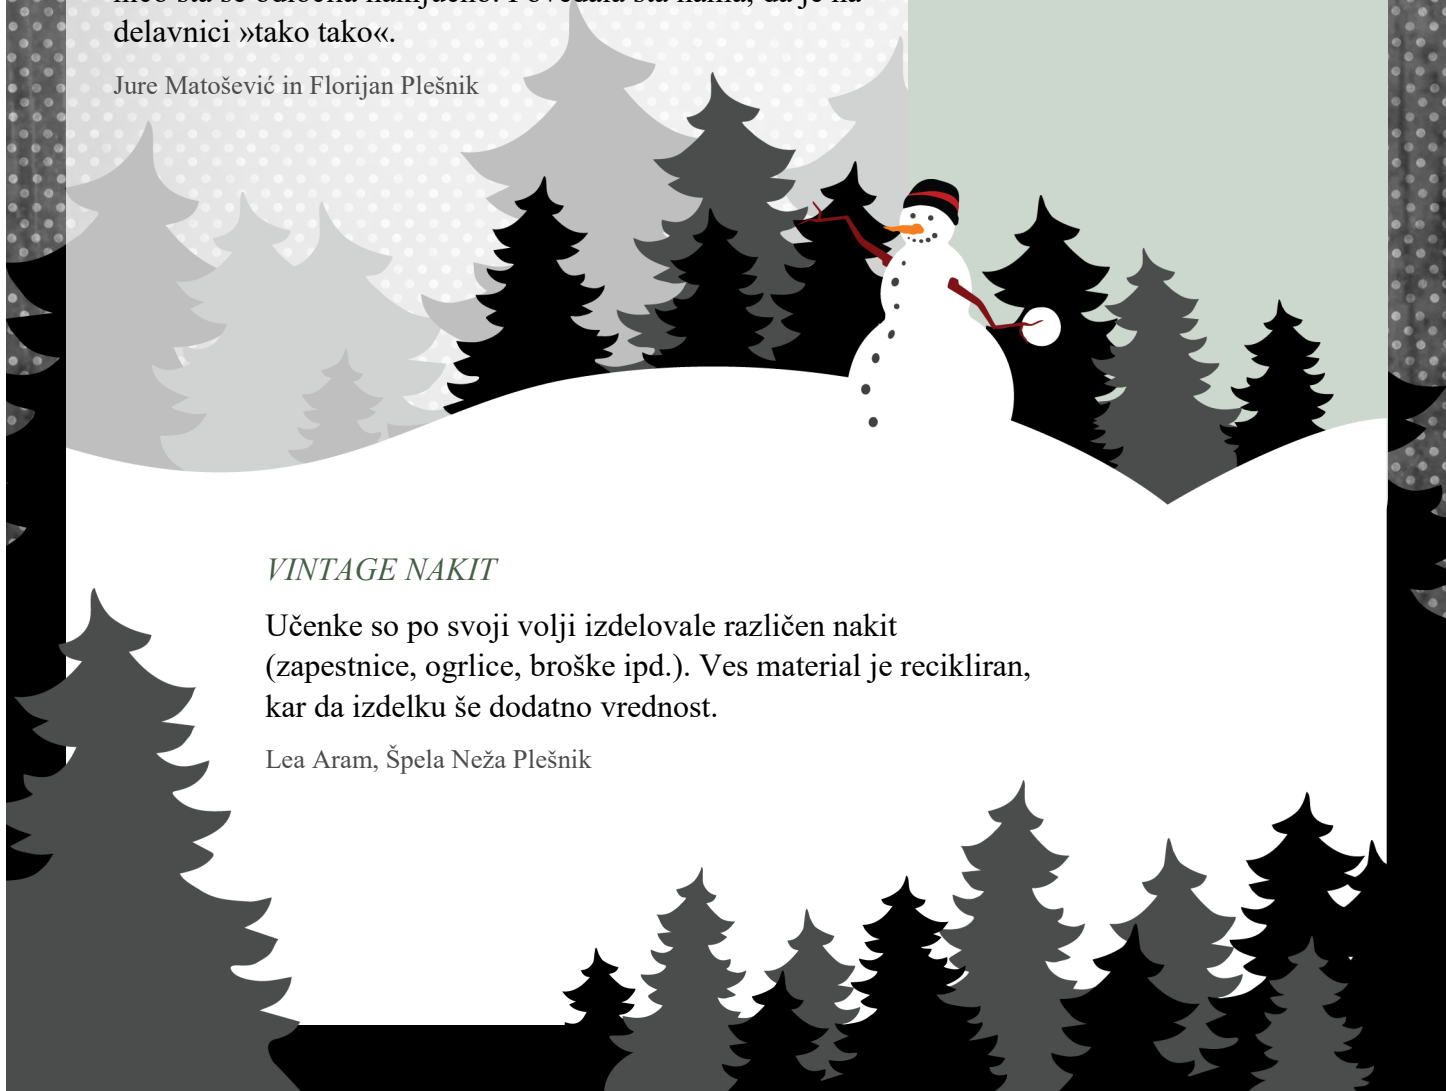 delavnici »tako tako«.
Jure Matošević in Florijan Plešnik
VINTAGE NAKIT
Učenke so po svoji volji izdelovale različen nakit
(zapestnice, ogrlice, broške ipd.). Ves material je recikliran,
kar da izdelku še dodatno vrednost.
Lea Aram, Špela Neža Plešnik